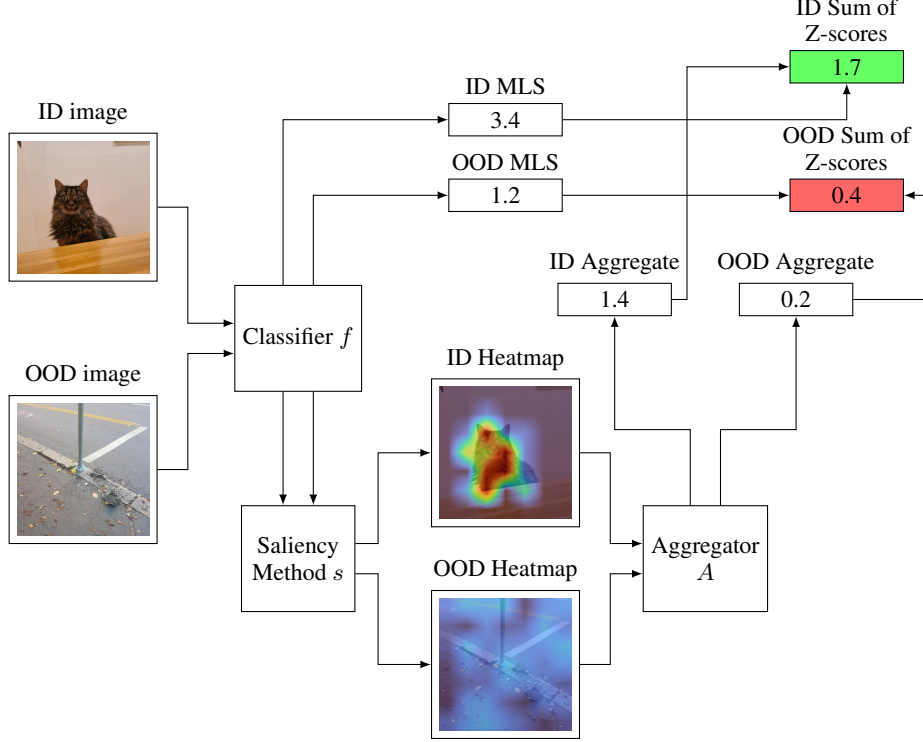 ID Sum of
Z-scores
1.7
ID MLS
3.4
ID image
OOD MLS
1.2
OOD Sum of
Z-scores
0.4
ID Aggregate
1.4
OOD Aggregate
0.2
Classifier f
OOD image
ID Heatmap
Saliency
Method s
OOD Heatmap
Aggregator
A